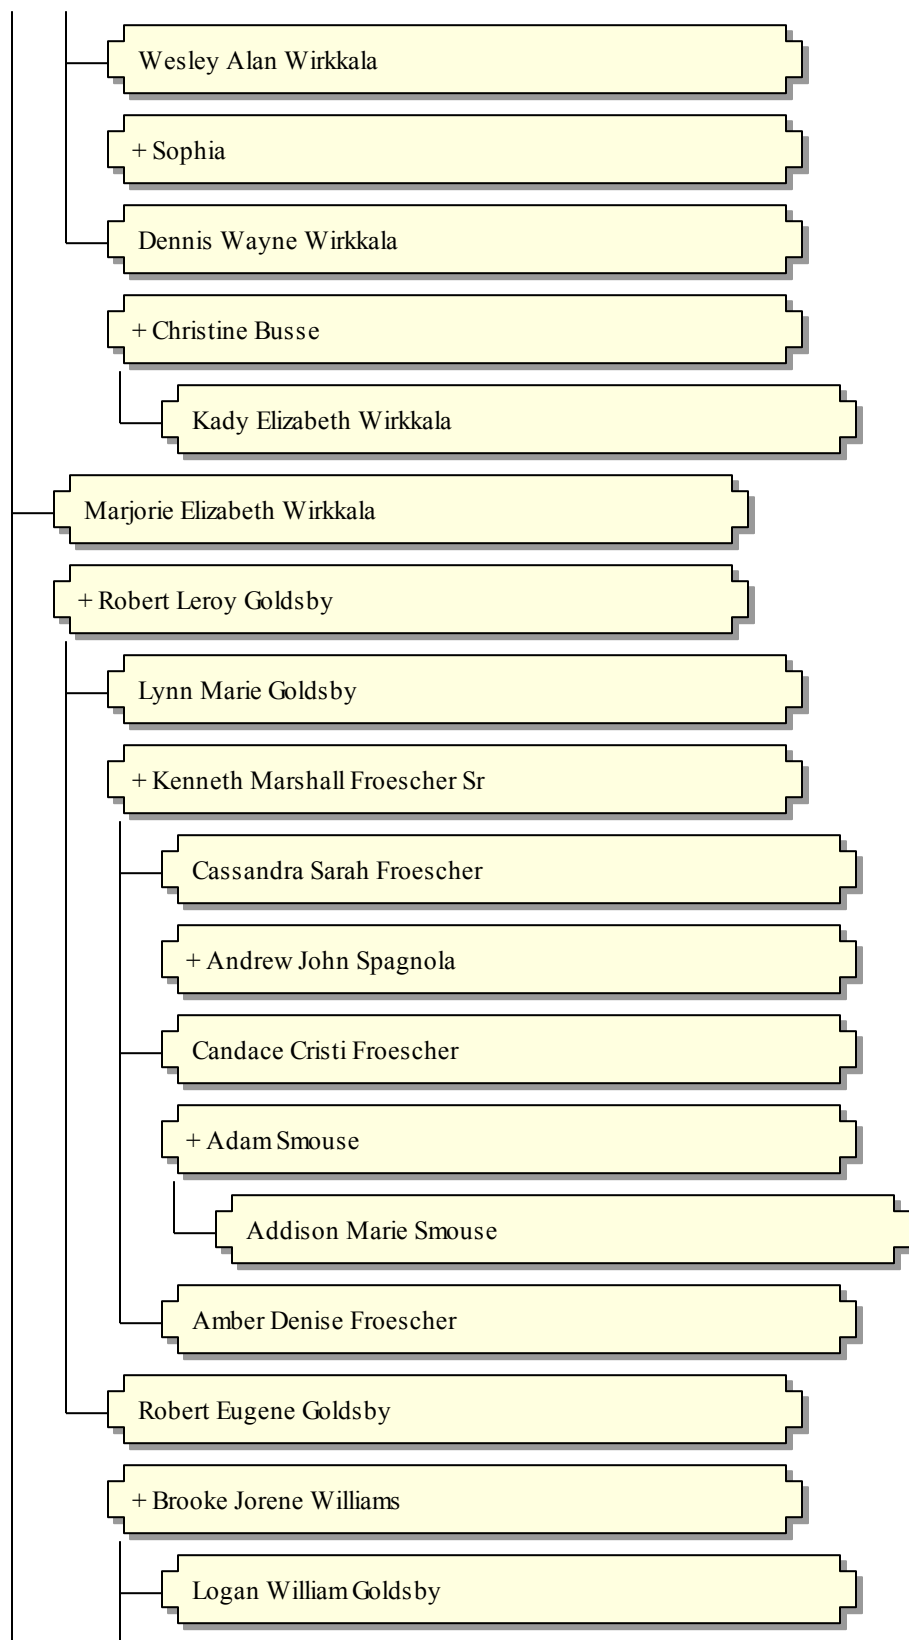 Wesley Alan Wirkkala
+ Sophia
Dennis Wayne Wirkkala
+ Christine Busse
Kady Elizabeth Wirkkala
Marjorie Elizabeth Wirkkala
+ Robert Leroy Goldsby
Lynn Marie Goldsby
+ Kenneth Marshall Froescher Sr
Cassandra Sarah Froescher
+ Andrew John Spagnola
Candace Cristi Froescher
+ Adam Smouse
Addison Marie Smouse
Amber Denise Froescher
Robert Eugene Goldsby
+ Brooke Jorene Williams
Logan William Goldsby